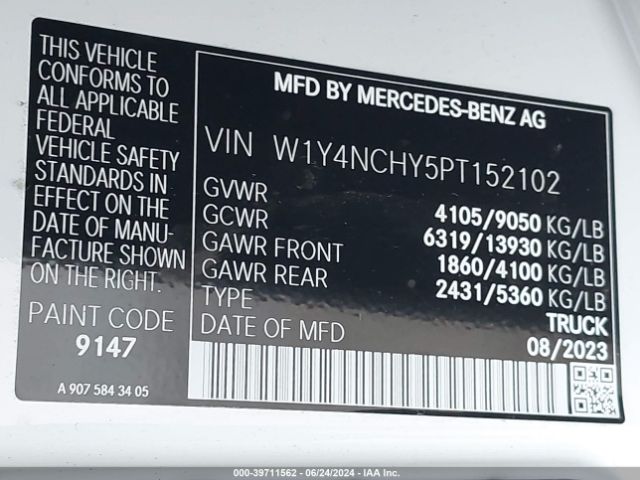 THIS VEHICLE
CONFORMS TO
ALL APPLICABLE
FEDERAL
VEHICLE SAFETY
STANDARDS IN
EFFECT ON THE
DATE OF MANU-
FACTURE SHOWN
ON THE RIGHT.
PAINT CODE
9147
A 907 584 34 05
MFD BY MERCEDES-BENZ AG
VIN W1Y4NCHY5PT152102
GVWR 4105/9050 KG/LB
GCWR 6319/13930 KG/LB
GAWR FRONT 1860/4100 KG/LB
GAWR REAR 2431/5360 KG/LB
TYPE TRUCK
DATE OF MFD 08/2023
000-39711562 / 06/24/2024 - IAA Inc.